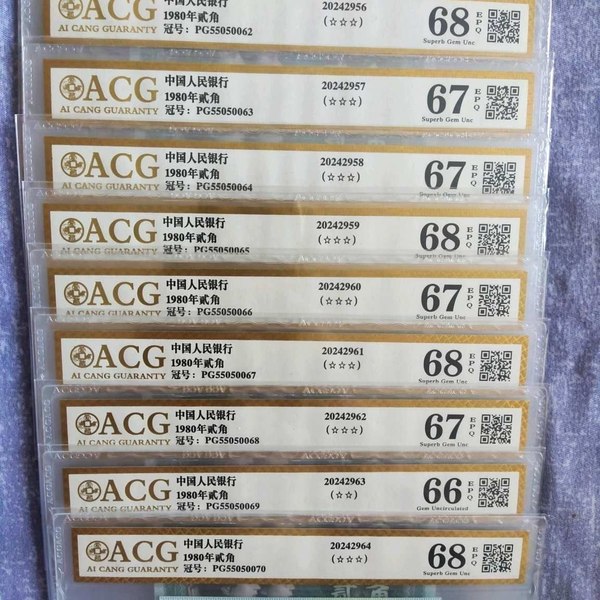 ACG 中国人民银行 20242956 68 EPQ
AI CANG GUARANTY 1980年贰角 (☆☆☆) Superb Gem Unc
冠号：PG55050062
ACG 中国人民银行 20242957 67 EPQ
AI CANG GUARANTY 1980年贰角 (☆☆☆) Superb Gem Unc
冠号：PG55050063
ACG 中国人民银行 20242958 67 EPQ
AI CANG GUARANTY 1980年贰角 (☆☆☆) Superb Gem Unc
冠号：PG55050064
ACG 中国人民银行 20242959 68 EPQ
AI CANG GUARANTY 1980年贰角 (☆☆☆) Superb Gem Unc
冠号：PG55050065
ACG 中国人民银行 20242960 67 EPQ
AI CANG GUARANTY 1980年贰角 (☆☆☆) Superb Gem Unc
冠号：PG55050066
ACG 中国人民银行 20242961 68 EPQ
AI CANG GUARANTY 1980年贰角 (☆☆☆) Superb Gem Unc
冠号：PG55050067
ACG 中国人民银行 20242962 67 EPQ
AI CANG GUARANTY 1980年贰角 (☆☆☆) Superb Gem Unc
冠号：PG55050068
ACG 中国人民银行 20242963 66 EPQ
AI CANG GUARANTY 1980年贰角 (☆☆) Gem Uncirculated
冠号：PG55050069
ACG 中国人民银行 20242964 68 EPQ
AI CANG GUARANTY 1980年贰角 (☆☆☆) Superb Gem Unc
冠号：PG55050070